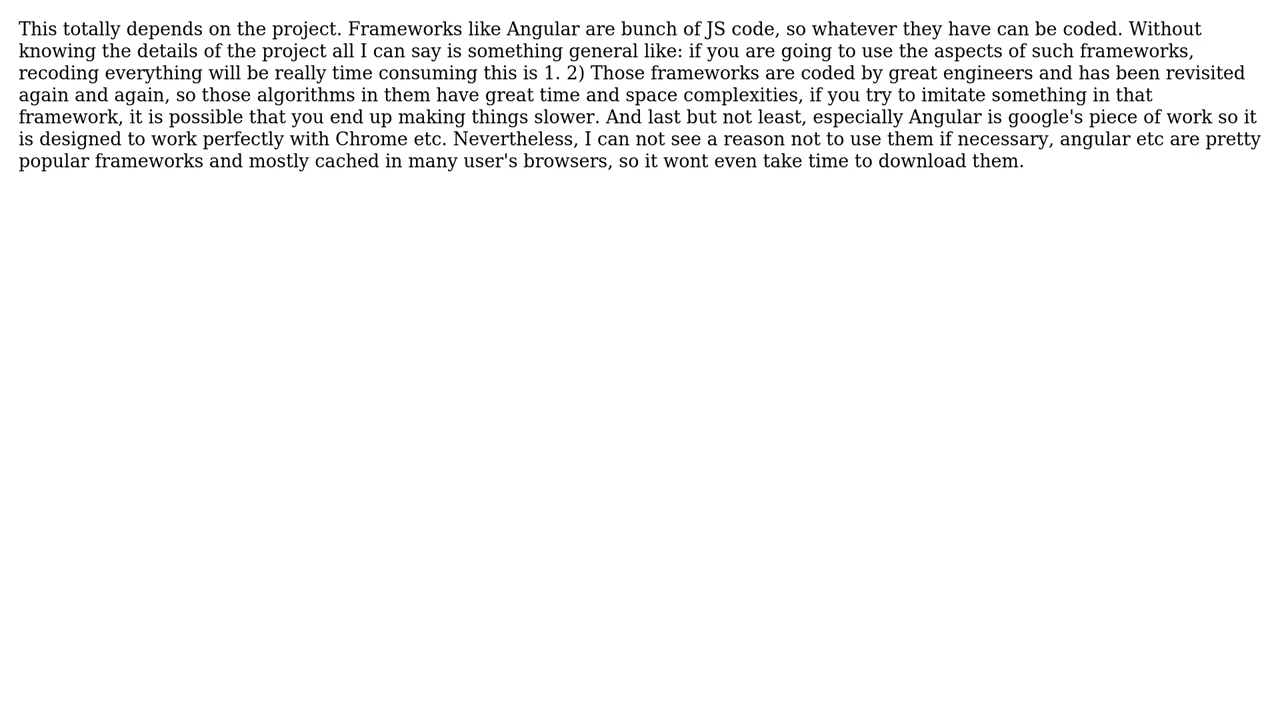 This totally depends on the project. Frameworks like Angular are bunch of JS code, so whatever they have can be coded. Without
knowing the details of the project all I can say is something general like: if you are going to use the aspects of such frameworks,
recoding everything will be really time consuming this is 1. 2) Those frameworks are coded by great engineers and has been revisited
again and again, so those algorithms in them have great time and space complexities, if you try to imitate something in that
framework, it is possible that you end up making things slower. And last but not least, especially Angular is google's piece of work so it
is designed to work perfectly with Chrome etc. Nevertheless, I can not see a reason not to use them if necessary, angular etc are pretty
popular frameworks and mostly cached in many user's browsers, so it wont even take time to download them.